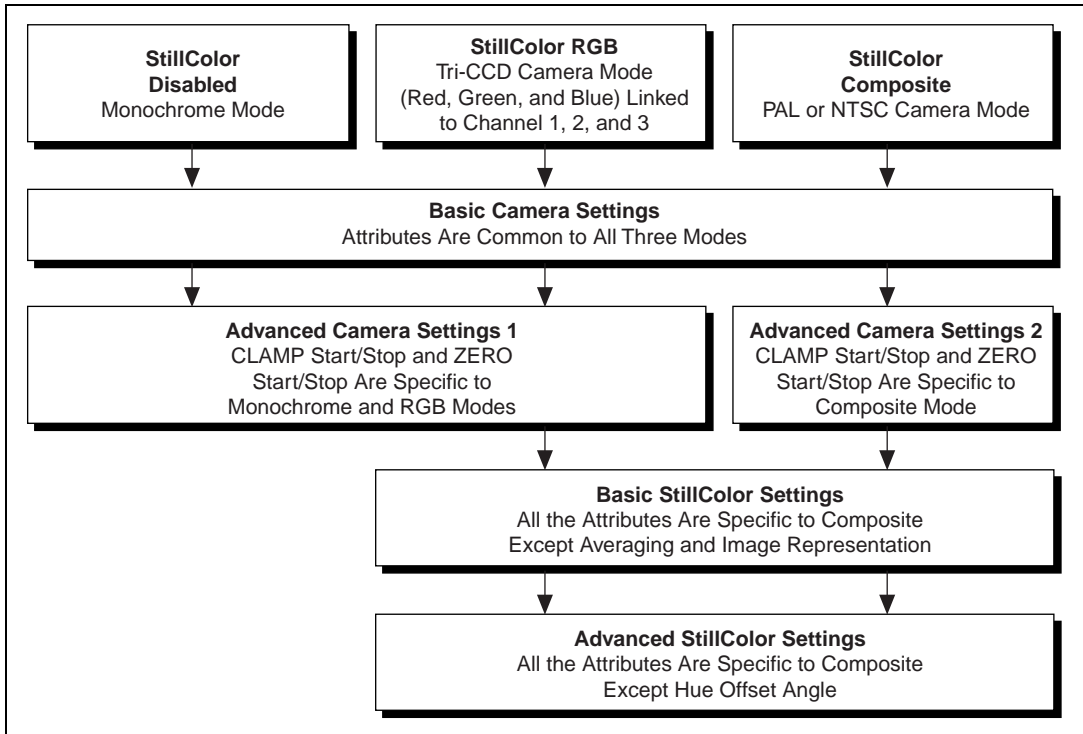 StillColor
Disabled
Monochrome Mode
StillColor RGB
Tri-CCD Camera Mode
(Red, Green, and Blue) Linked
to Channel 1, 2, and 3
StillColor
Composite
PAL or NTSC Camera Mode
Basic Camera Settings
Attributes Are Common to All Three Modes
Advanced Camera Settings 1
CLAMP Start/Stop and ZERO
Start/Stop Are Specific to
Monochrome and RGB Modes
Advanced Camera Settings 2
CLAMP Start/Stop and ZERO
Start/Stop Are Specific to
Composite Mode
Basic StillColor Settings
All the Attributes Are Specific to Composite
Except Averaging and Image Representation
Advanced StillColor Settings
All the Attributes Are Specific to Composite
Except Hue Offset Angle